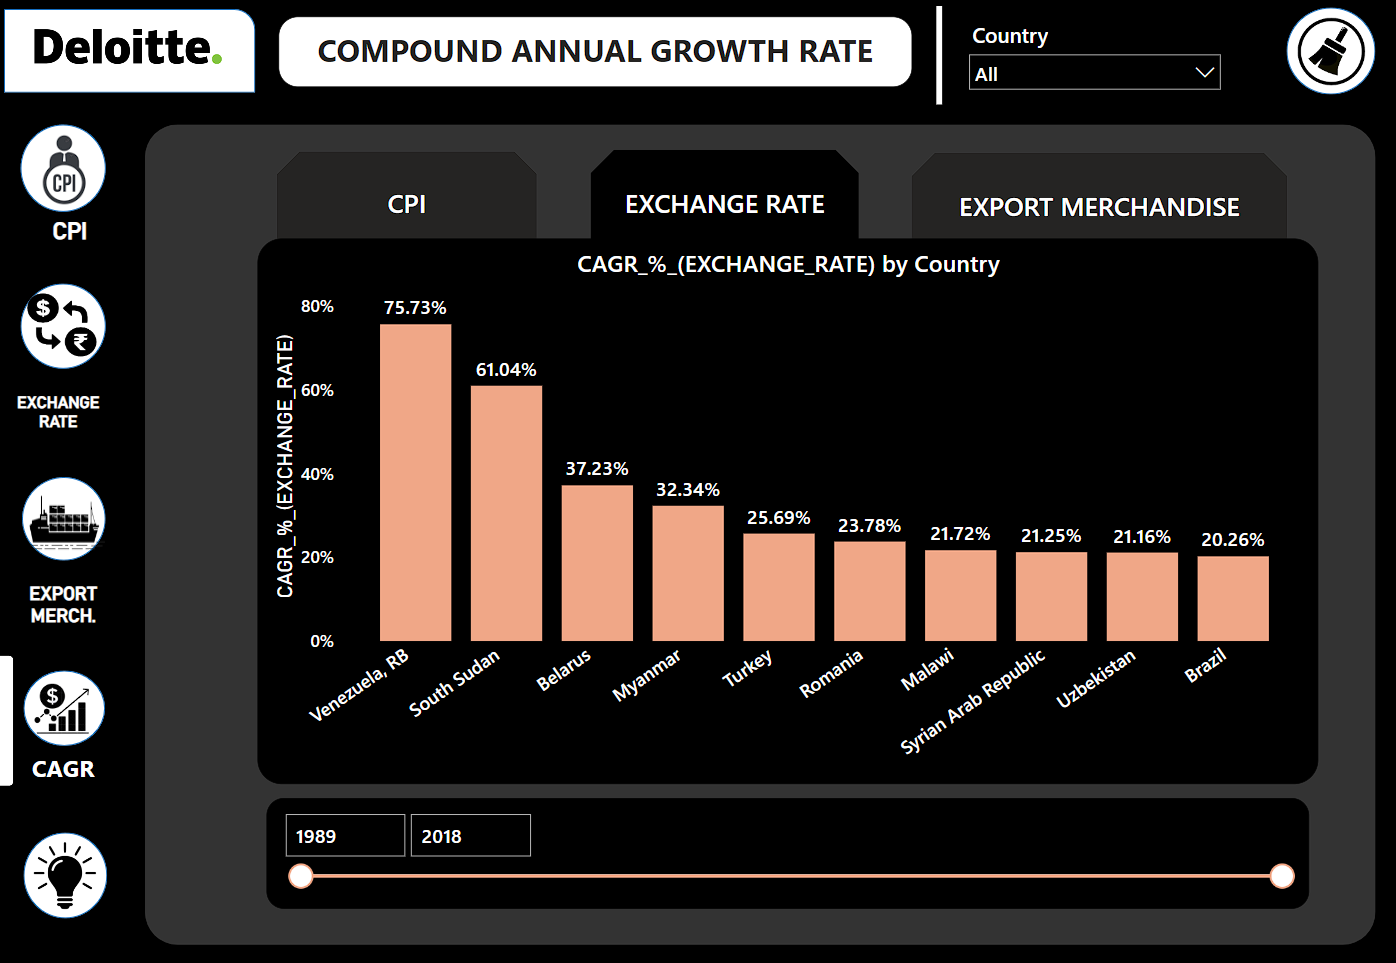 Deloitte.
COMPOUND ANNUAL GROWTH RATE
Country
All
CPI
CPI
$
₹
EXCHANGE
RATE
EXPORT
MERCH.
$
CAGR
CPI
EXCHANGE RATE
EXPORT MERCHANDISE
CAGR_%_(EXCHANGE_RATE) by Country
CAGR_%_(EXCHANGE_RATE)
80%
60%
40%
20%
0%
75.73%
61.04%
37.23%
32.34%
25.69%
23.78%
21.72%
21.25%
21.16%
20.26%
Venezuela, RB
South Sudan
Belarus
Myanmar
Turkey
Romania
Malawi
Syrian Arab Republic
Uzbekistan
Brazil
1989
2018